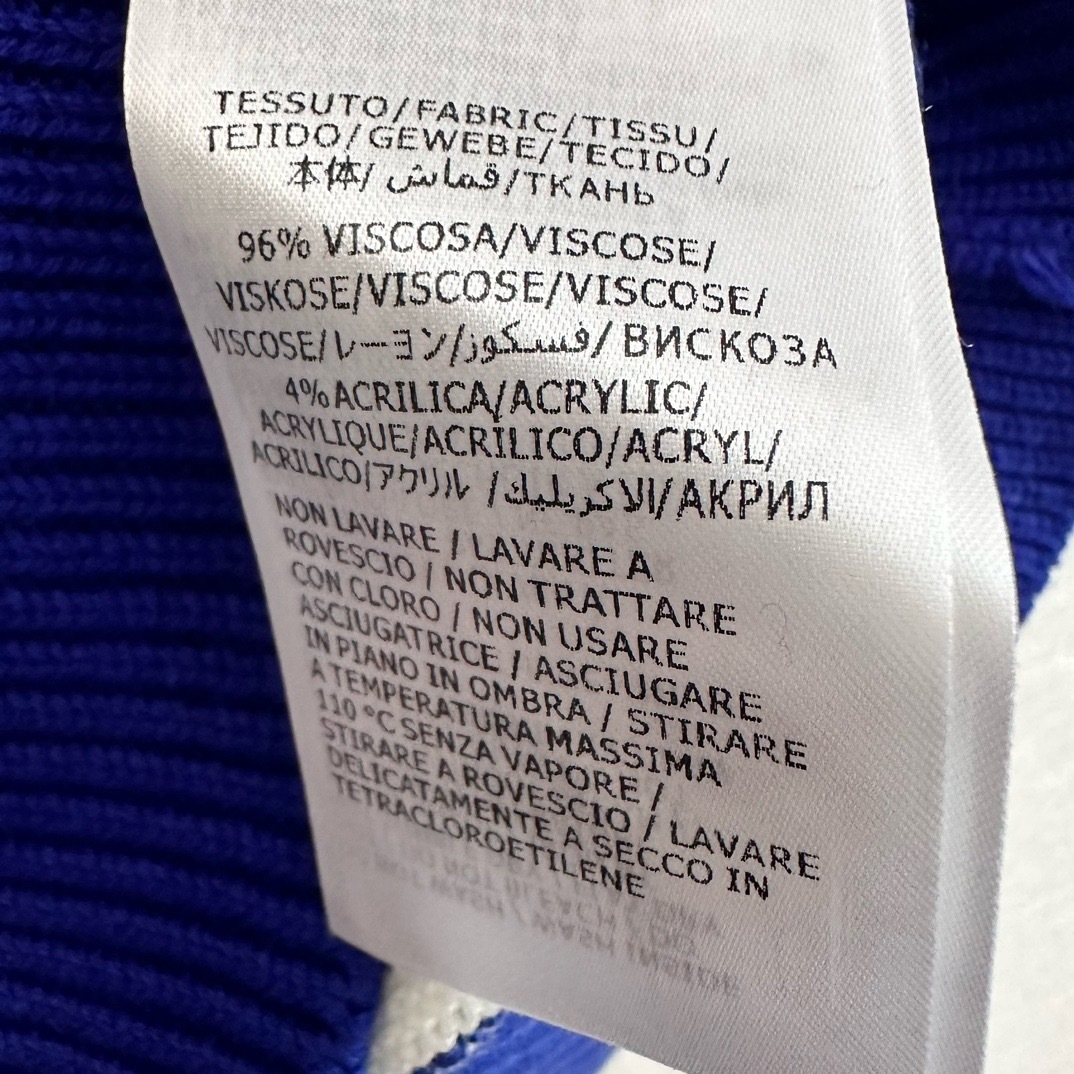 TESSUTO/FABRIC/TISSU/
TEJIDO/GEWEBE/TECIDO/
本体/ قماش/ТКАНЬ
96% VISCOSA/VISCOSE/
VISKOSE/VISCOSE/VISCOSE/
VISCOSE/レーヨン/فسكوز/ВИСКОЗА
4% ACRILICA/ACRYLIC/
ACRYLIQUE/ACRILICO/ACRYL/
ACRILICO/アクリル /الاكريليك/АКРИЛ
NON LAVARE / LAVARE A
ROVESCIO / NON TRATTARE
CON CLORO / NON USARE
ASCIUGATRICE / ASCIUGARE
IN PIANO IN OMBRA / STIRARE
A TEMPERATURA MASSIMA
110 °C SENZA VAPORE /
STIRARE A ROVESCIO / LAVARE
DELICATAMENTE A SECCO IN
TETRACLOROETILENE